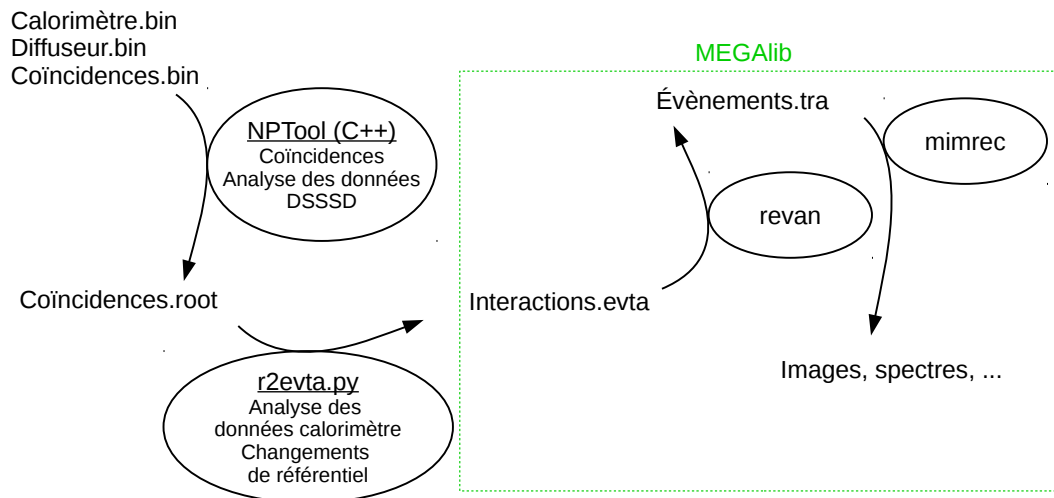 Calorimètre.bin
Diffuseur.bin
Coïncidences.bin
NPTool (C++)
Coïncidences
Analyse des données
DSSSD
Coïncidences.root
r2evta.py
Analyse des
données calorimètre
Changements
de référentiel
MEGAlib
Évènements.tra
mimrec
revan
Interactions.evta
Images, spectres, ...